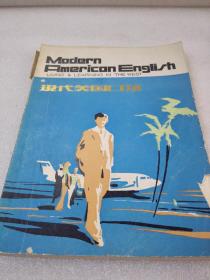 Modern
American English
LIVING & LEARNING IN THE WEST
现代美国口语